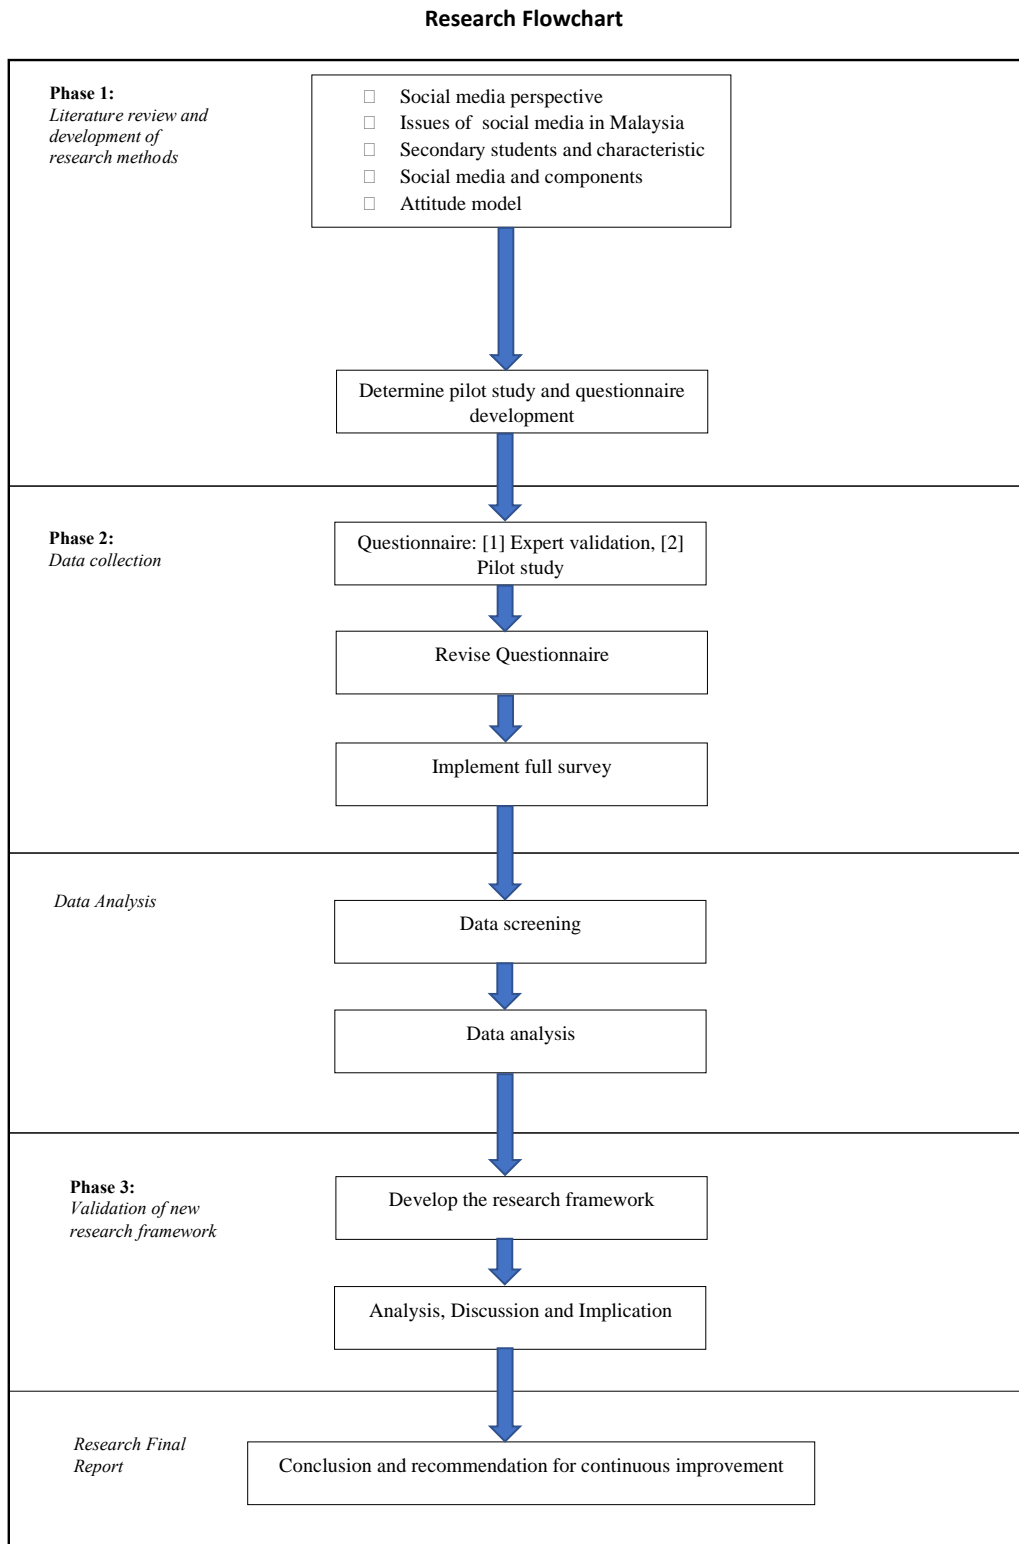 Research Flowchart
Phase 1:
Literature review and
development of
research methods
Social media perspective
Issues of social media in Malaysia
Secondary students and characteristic
Social media and components
Attitude model
Determine pilot study and questionnaire
development
Phase 2:
Data collection
Questionnaire: [1] Expert validation, [2]
Pilot study
Revise Questionnaire
Implement full survey
Data Analysis
Data screening
Data analysis
Phase 3:
Validation of new
research framework
Develop the research framework
Analysis, Discussion and Implication
Research Final
Report
Conclusion and recommendation for continuous improvement